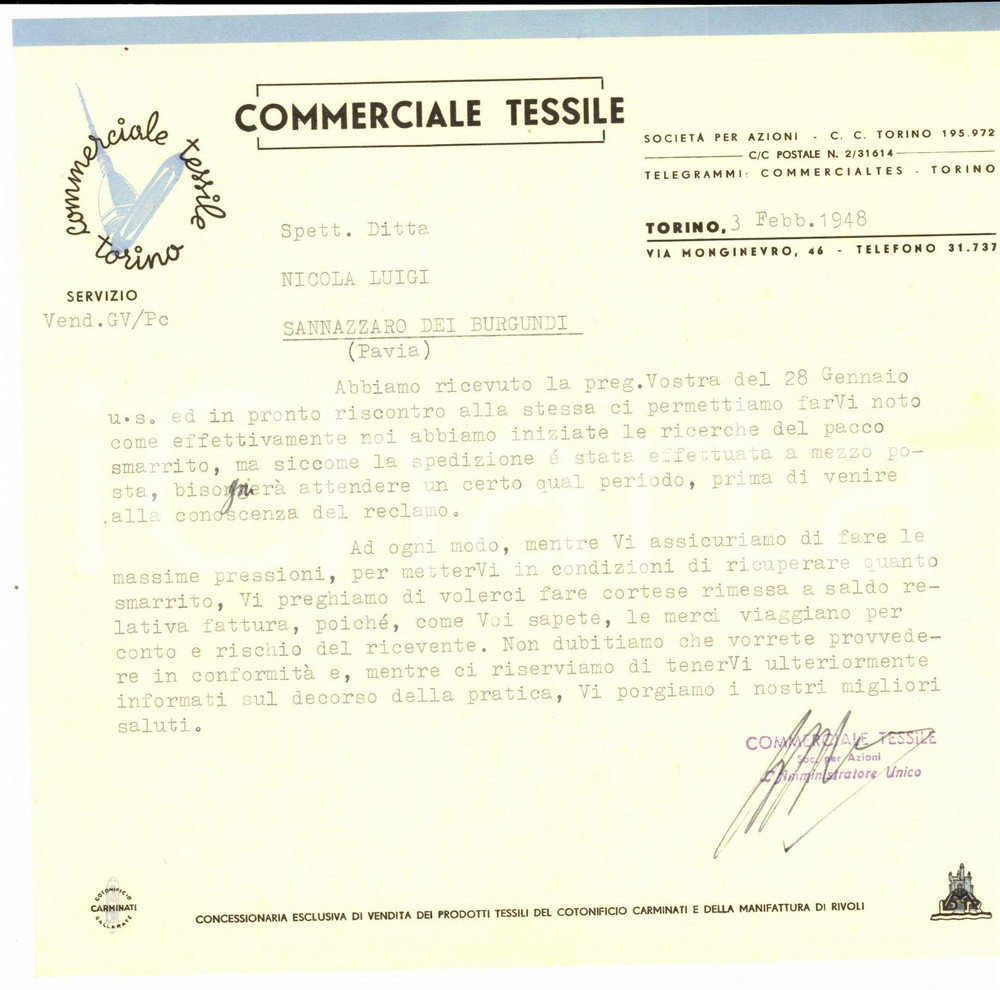 COMMERCIALE TESSILE
commerciale tessile torino
SOCIETÀ PER AZIONI - C. C. TORINO 195.972
C/C POSTALE N. 2/31614
TELEGRAMMI: COMMERCIALTES - TORINO
TORINO, 3 Febb.1948
VIA MONGINEVRO, 46 - TELEFONO 31.737
SERVIZIO
Vend.GV/Pc
Spett. Ditta
NICOLA LUIGI
SANNAZZARO DEI BURGUNDI
(Pavia)
Abbiamo ricevuto la preg.Vostra del 28 Gennaio
u.s. ed in pronto riscontro alla stessa ci permettiamo farVi noto
come effettivamente noi abbiamo iniziate le ricerche del pacco
smarrito, ma siccome la spedizione é stata effettuata a mezzo po-
sta, bisognerà attendere un certo qual periodo, prima di venire
alla conoscenza del reclamo.
Ad ogni modo, mentre Vi assicuriamo di fare le
massime pressioni, per metterVi in condizioni di ricuperare quanto
smarrito, Vi preghiamo di volerci fare cortese rimessa a saldo re-
lativa fattura, poiché, come Voi sapete, le merci viaggiano per
conto e rischio del ricevente. Non dubitiamo che vorrete provvede-
re in conformità e, mentre ci riserviamo di tenerVi ulteriormente
informati sul decorso della pratica, Vi porgiamo i nostri migliori
saluti.
COMMERCIALE TESSILE
Soc. per Azioni
L'Amministratore Unico
COTONIFICIO
CARMINATI
GALLARATE
CONCESSIONARIA ESCLUSIVA DI VENDITA DEI PRODOTTI TESSILI DEL COTONIFICIO CARMINATI E DELLA MANIFATTURA DI RIVOLI